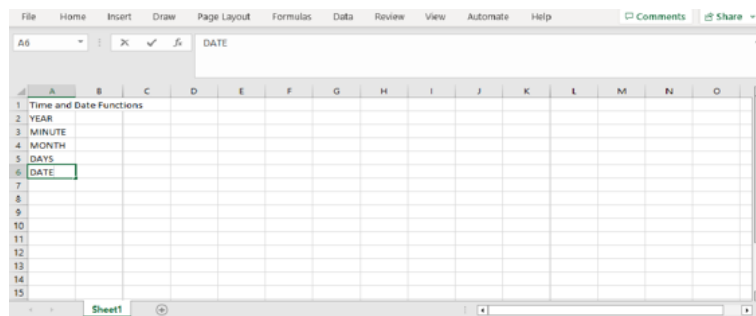 File Home Insert Draw Page Layout Formulas Data Review View Automate Help Comments Share
A6 fx DATE
A B C D E F G H I J K L M N O
1 Time and Date Functions
2 YEAR
3 MINUTE
4 MONTH
5 DAYS
6 DATE
7
8
9
10
11
12
13
14
15
Sheet1